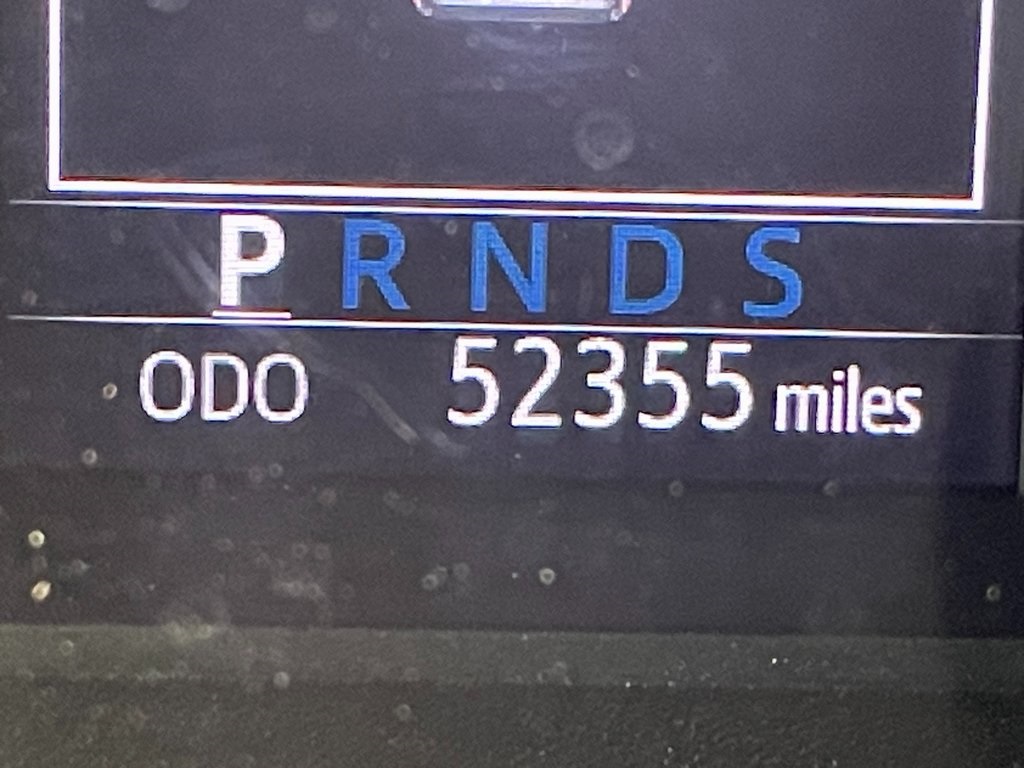 P R N D S
ODO 52355 miles